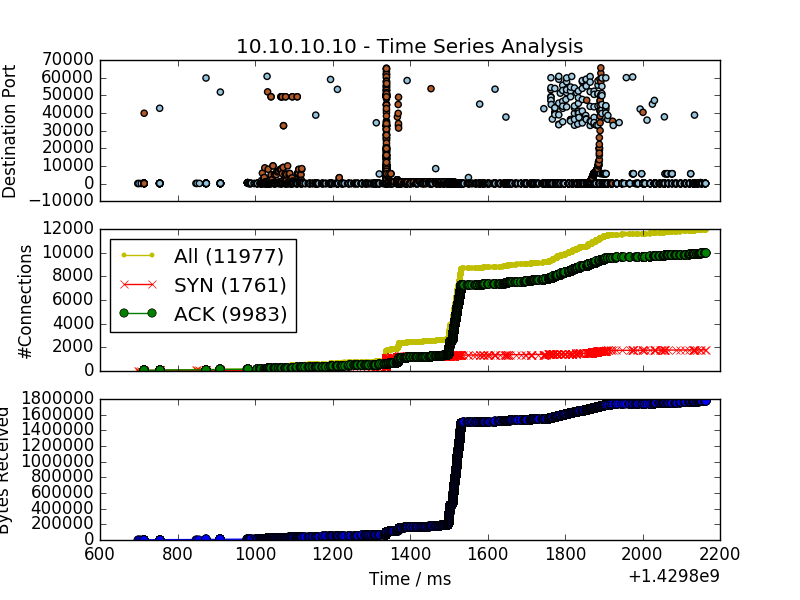 10.10.10.10 - Time Series Analysis
70000
60000
50000
40000
30000
20000
10000
0
-10000
Destination Port
12000
10000
8000
6000
4000
2000
0
#Connections
All (11977)
SYN (1761)
ACK (9983)
1800000
1600000
1400000
1200000
1000000
800000
600000
400000
200000
0
Bytes Received
600 800 1000 1200 1400 1600 1800 2000 2200
Time / ms
+1.4298e9